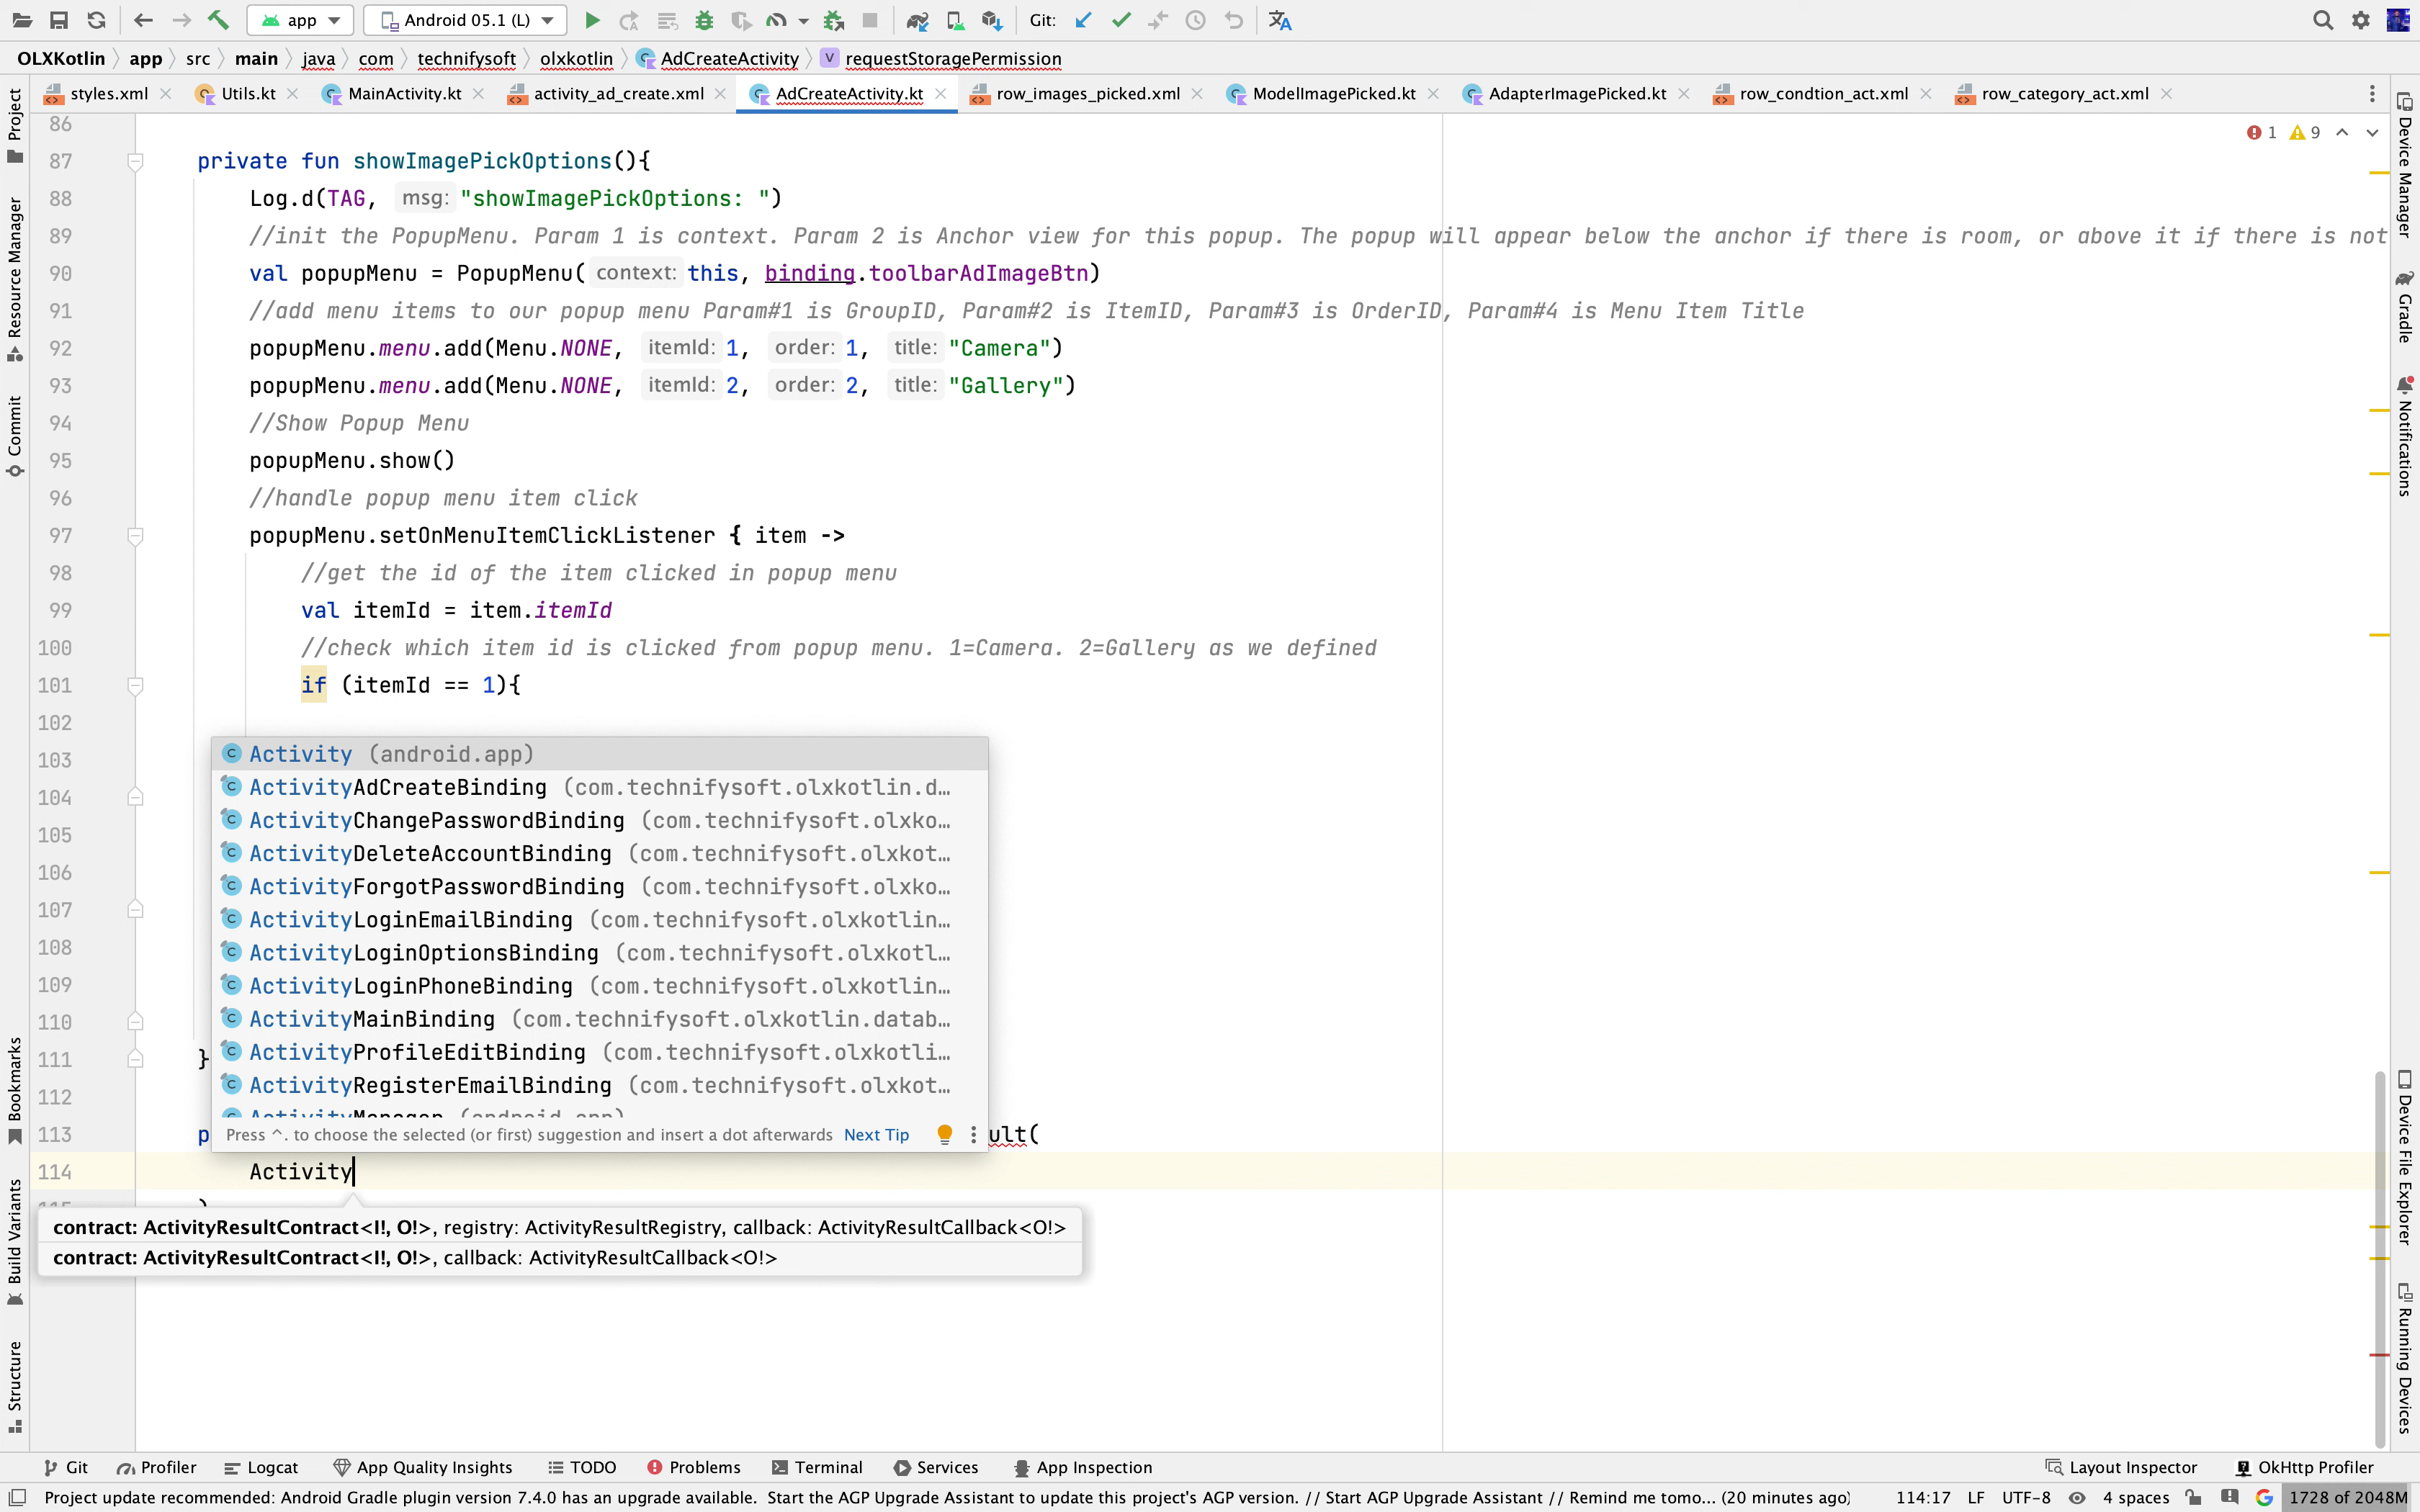 app
Android 05.1 (L)
Git:
OLXKotlin
app
src
main
java
com
technifysoft
olxkotlin
AdCreateActivity
requestStoragePermission
styles.xml
Utils.kt
MainActivity.kt
activity_ad_create.xml
AdCreateActivity.kt
row_images_picked.xml
ModelImagePicked.kt
AdapterImagePicked.kt
row_condtion_act.xml
row_category_act.xml
1
9
86
87 private fun showImagePickOptions(){
88 Log.d(TAG, msg: "showImagePickOptions: ")
89 //init the PopupMenu. Param 1 is context. Param 2 is Anchor view for this popup. The popup will appear below the anchor if there is room, or above it if there is not
90 val popupMenu = PopupMenu( context: this, binding.toolbarAdImageBtn)
91 //add menu items to our popup menu Param#1 is GroupID, Param#2 is ItemID, Param#3 is OrderID, Param#4 is Menu Item Title
92 popupMenu.menu.add(Menu.NONE, itemId: 1, order: 1, title: "Camera")
93 popupMenu.menu.add(Menu.NONE, itemId: 2, order: 2, title: "Gallery")
94 //Show Popup Menu
95 popupMenu.show()
96 //handle popup menu item click
97 popupMenu.setOnMenuItemClickListener { item ->
98 //get the id of the item clicked in popup menu
99 val itemId = item.itemId
100 //check which item id is clicked from popup menu. 1=Camera. 2=Gallery as we defined
101 if (itemId == 1){
102
103
104
105
106
107
108
109
110
111 }
112
113 p ult(
114 Activity
Activity (android.app)
ActivityAdCreateBinding (com.technifysoft.olxkotlin.d…
ActivityChangePasswordBinding (com.technifysoft.olxko…
ActivityDeleteAccountBinding (com.technifysoft.olxkot…
ActivityForgotPasswordBinding (com.technifysoft.olxko…
ActivityLoginEmailBinding (com.technifysoft.olxkotlin…
ActivityLoginOptionsBinding (com.technifysoft.olxkotl…
ActivityLoginPhoneBinding (com.technifysoft.olxkotlin…
ActivityMainBinding (com.technifysoft.olxkotlin.datab…
ActivityProfileEditBinding (com.technifysoft.olxkotli…
ActivityRegisterEmailBinding (com.technifysoft.olxkot…
Press ^. to choose the selected (or first) suggestion and insert a dot afterwards Next Tip
contract: ActivityResultContract<I!, O!>, registry: ActivityResultRegistry, callback: ActivityResultCallback<O!>
contract: ActivityResultContract<I!, O!>, callback: ActivityResultCallback<O!>
Project
Resource Manager
Commit
Bookmarks
Build Variants
Structure
Device Manager
Gradle
Notifications
Device File Explorer
Running Devices
Git
Profiler
Logcat
App Quality Insights
TODO
Problems
Terminal
Services
App Inspection
Layout Inspector
OkHttp Profiler
Project update recommended: Android Gradle plugin version 7.4.0 has an upgrade available. Start the AGP Upgrade Assistant to update this project's AGP version. // Start AGP Upgrade Assistant // Remind me tomo... (20 minutes ago)
114:17
LF
UTF-8
4 spaces
1728 of 2048M